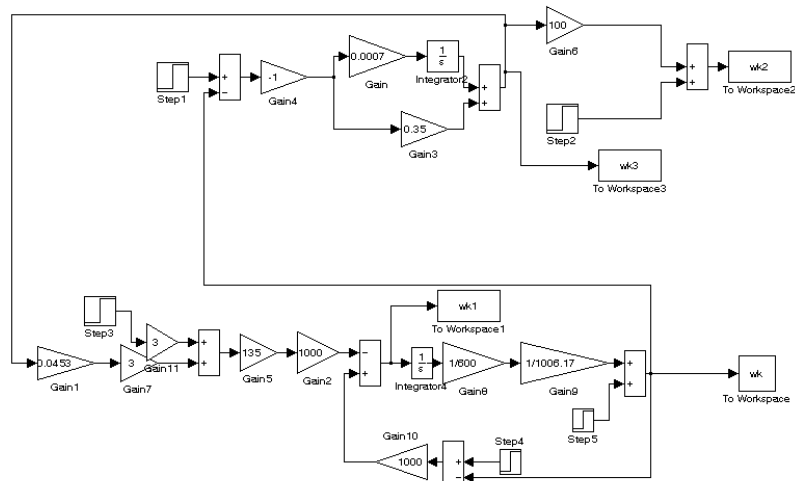 100
Gain6
+
+
wk2
To Workspace2
Step1
+
−
-1
Gain4
0.0007
Gain
1
s
Integrator2
+
+
0.35
Gain3
Step2
wk3
To Workspace3
Step3
3
Gain11
0.0453
Gain1
3
Gain7
+
+
135
Gain5
1000
Gain2
−
+
wk1
To Workspace1
1
s
Integrator4
1/600
Gain8
1/1006.17
Gain9
+
+
Step5
wk
To Workspace
Gain10
1000
+
−
Step4